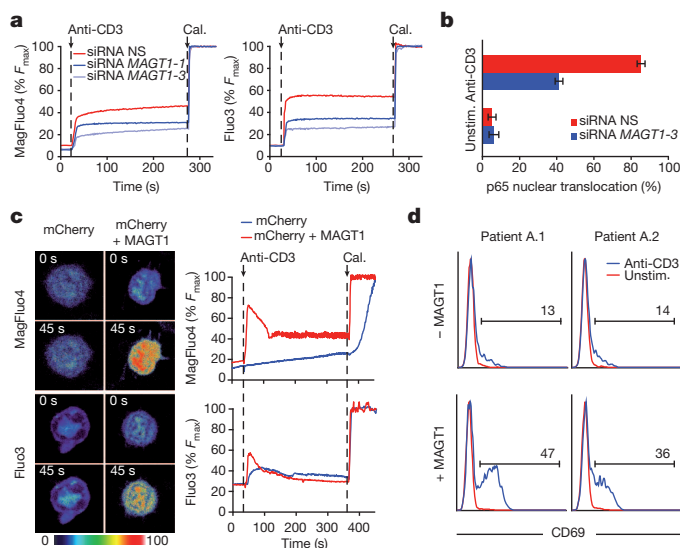 a
Anti-CD3 Cal.
siRNA NS
siRNA MAGT1-1
siRNA MAGT1-3
MagFluo4 (% Fmax)
100
80
60
40
20
0
0 100 200 300
Time (s)
Anti-CD3 Cal.
Fluo3 (% Fmax)
100
80
60
40
20
0
0 100 200 300
Time (s)
b
Unstim. Anti-CD3
siRNA NS
siRNA MAGT1-3
0 20 40 60 80 100
p65 nuclear translocation (%)
c
mCherry
mCherry
+ MAGT1
MagFluo4
0 s
0 s
45 s
45 s
Fluo3
0 s
0 s
45 s
45 s
0 100
mCherry
mCherry + MAGT1
Anti-CD3 Cal.
MagFluo4 (% Fmax)
100
80
60
40
20
0
Fluo3 (% Fmax)
100
80
60
40
20
0
0 100 200 300 400
Time (s)
d
Patient A.1 Patient A.2
Anti-CD3
Unstim.
– MAGT1
13
14
+ MAGT1
47
36
CD69